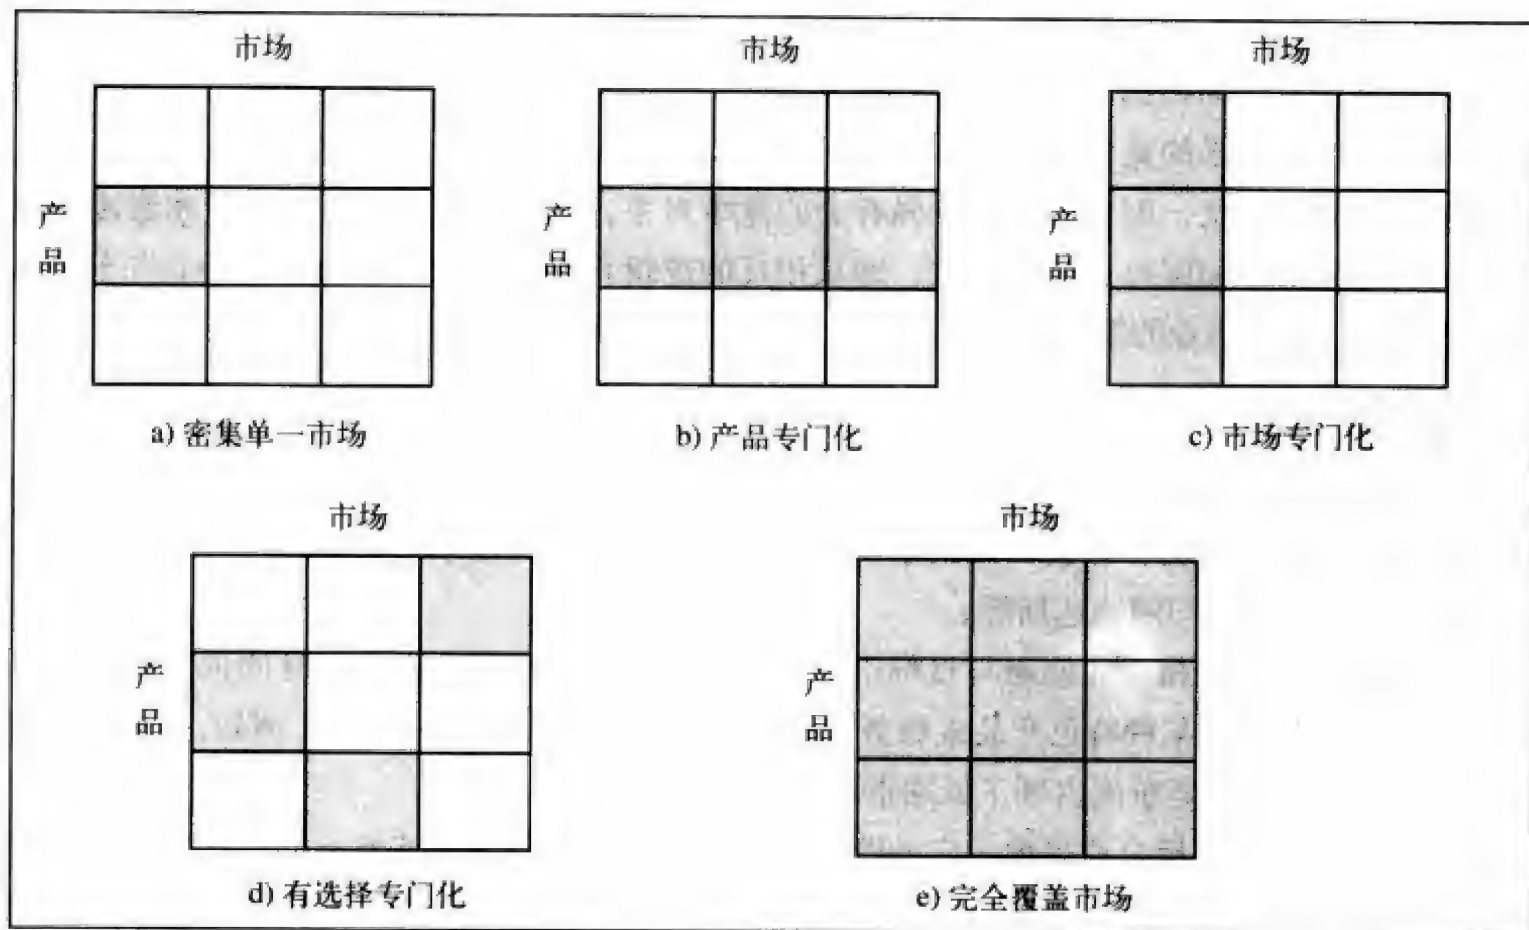 市场 市场 市场
产品 产品 产品
a) 密集单一市场 b) 产品专门化 c) 市场专门化
市场 市场
产品 产品
d) 有选择专门化 e) 完全覆盖市场